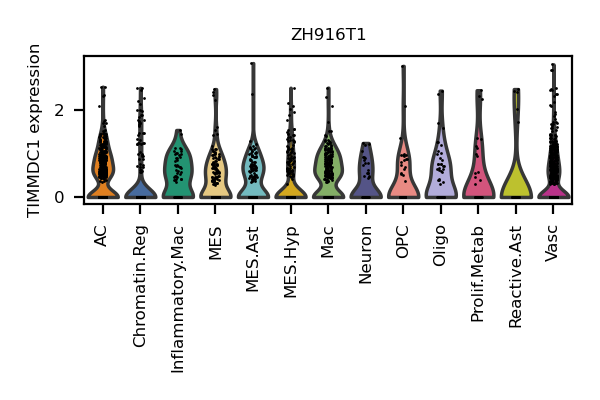 ZH916T1
TIMMDC1 expression
2
0
AC
Chromatin.Reg
Inflammatory.Mac
MES
MES.Ast
MES.Hyp
Mac
Neuron
OPC
Oligo
Prolif.Metab
Reactive.Ast
Vasc